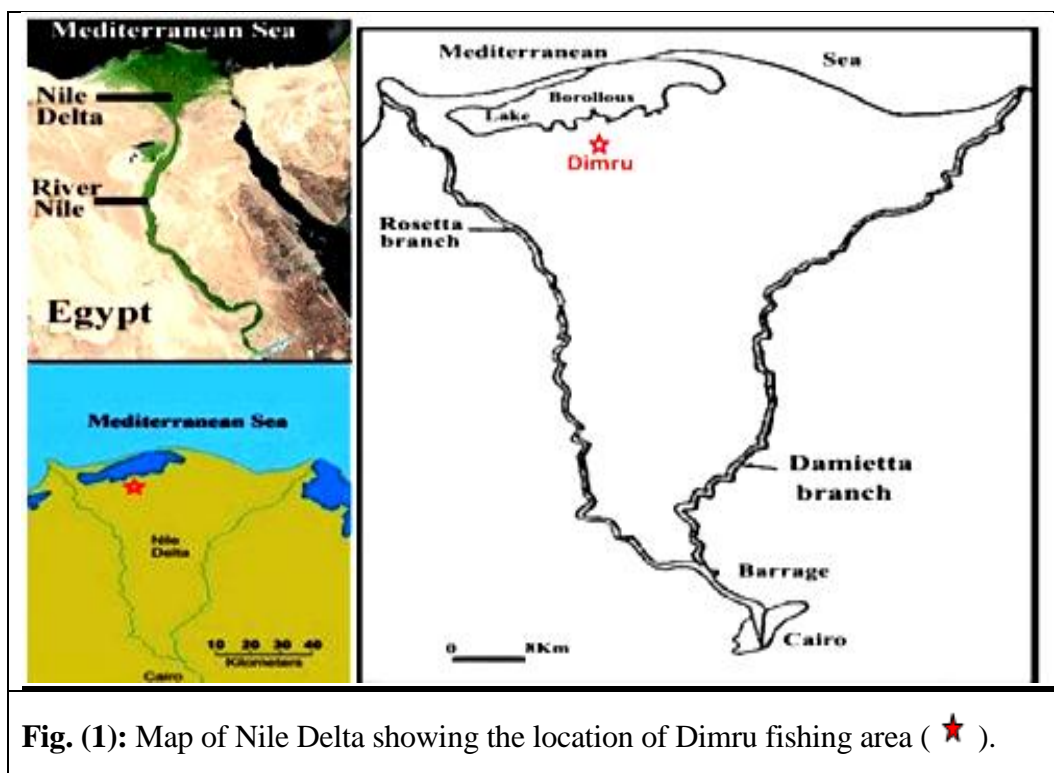 Mediterranean Sea
Nile
Delta
River
Nile
Egypt
Mediterranean Sea
Nile
Delta
10 20 30 40
Kilometers
Cairo
Mediterranean Sea
Borollous
Lake
Dimru
Rosetta
branch
Damietta
branch
Barrage
Cairo
0 8Km
Fig. (1): Map of Nile Delta showing the location of Dimru fishing area ( ★ ).